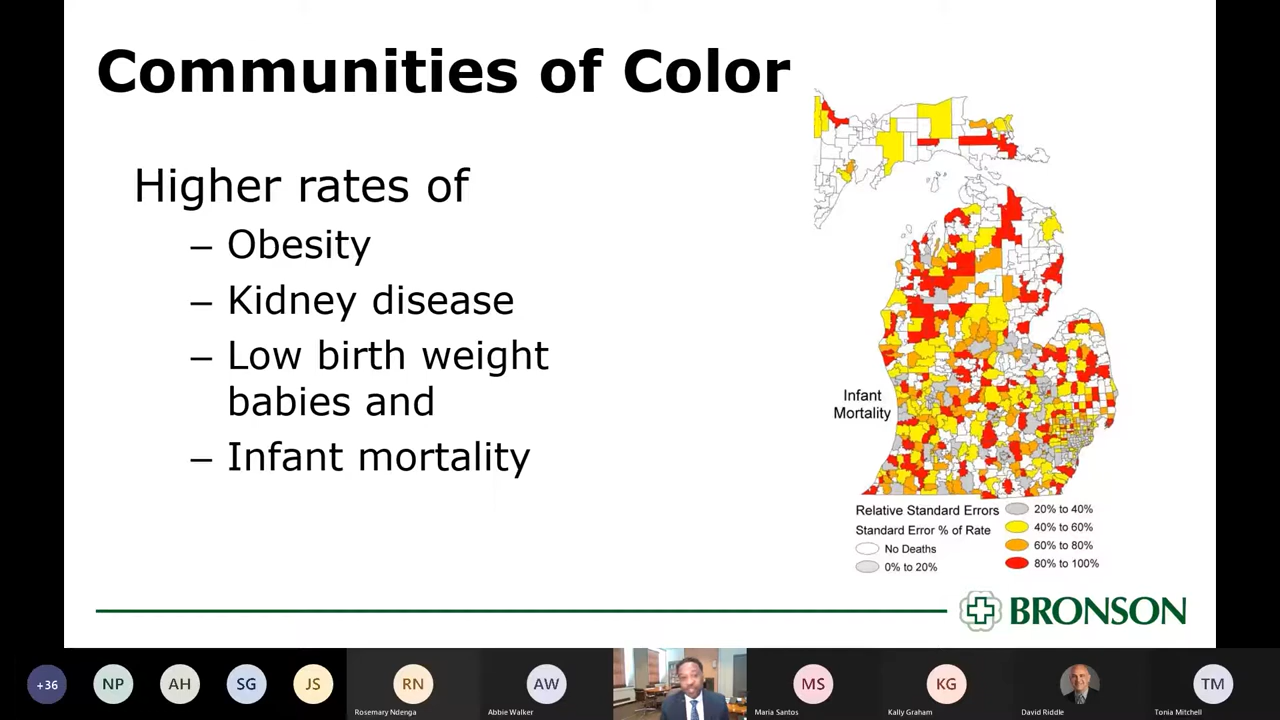 Communities of Color
Higher rates of
– Obesity
– Kidney disease
– Low birth weight
babies and
– Infant mortality
Infant
Mortality
Relative Standard Errors
Standard Error % of Rate
No Deaths
0% to 20%
20% to 40%
40% to 60%
60% to 80%
80% to 100%
BRONSON
+36
NP
AH
SG
JS
RN
Rosemary Ndenga
AW
Abbie Walker
MS
Maria Santos
KG
Kally Graham
David Riddle
TM
Tonia Mitchell